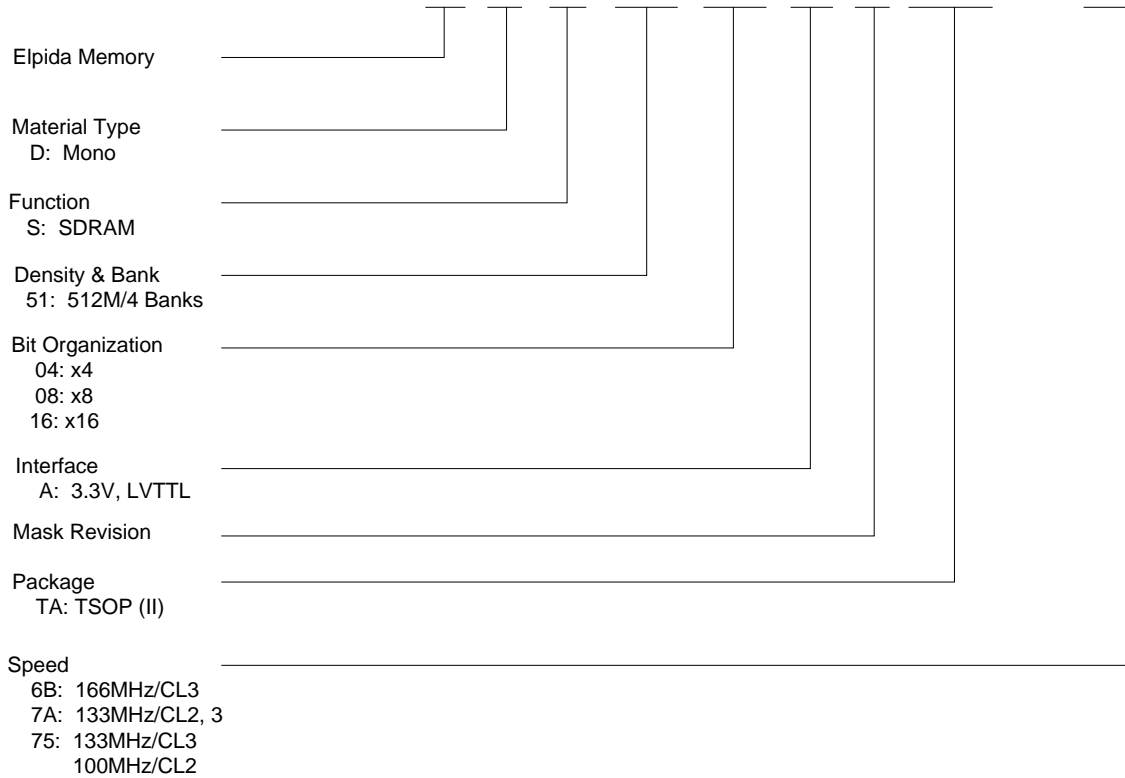 Elpida Memory
Material Type
D: Mono
Function
S: SDRAM
Density & Bank
51: 512M/4 Banks
Bit Organization
04: x4
08: x8
16: x16
Interface
A: 3.3V, LVTTL
Mask Revision
Package
TA: TSOP (II)
Speed
6B: 166MHz/CL3
7A: 133MHz/CL2, 3
75: 133MHz/CL3
100MHz/CL2